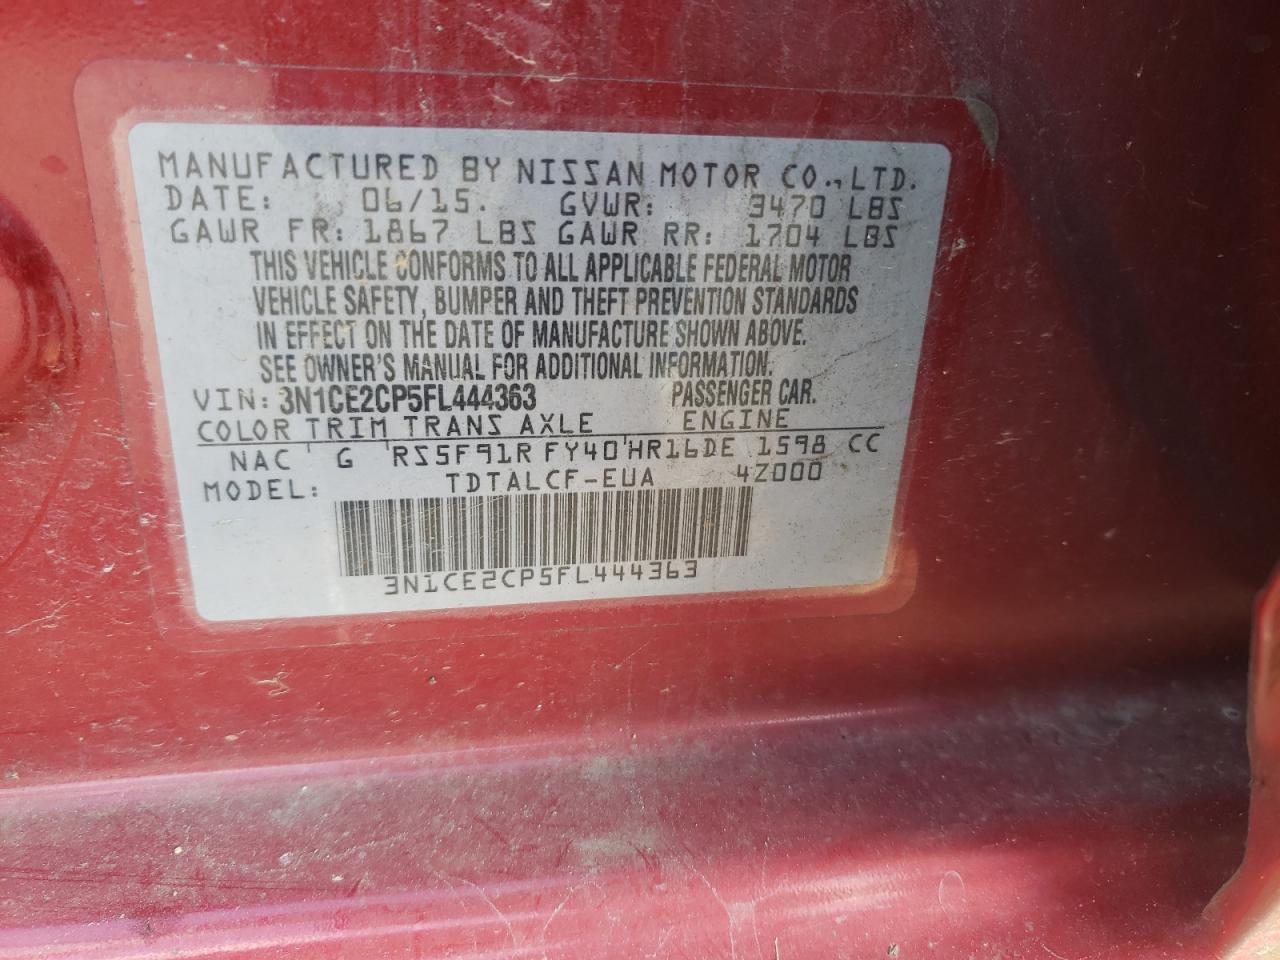 MANUFACTURED BY NISSAN MOTOR CO., LTD.
DATE: 06/15. GVWR: 3470 LBS
GAWR FR: 1867 LBS GAWR RR: 1704 LBS
THIS VEHICLE CONFORMS TO ALL APPLICABLE FEDERAL MOTOR
VEHICLE SAFETY, BUMPER AND THEFT PREVENTION STANDARDS
IN EFFECT ON THE DATE OF MANUFACTURE SHOWN ABOVE.
SEE OWNER'S MANUAL FOR ADDITIONAL INFORMATION.
VIN: 3N1CE2CP5FL444363 PASSENGER CAR.
COLOR TRIM TRANS AXLE ENGINE
NAC G RS5F91R FY40 HR16DE 1598 CC
MODEL: TDTALCF-EUA 4Z000
3N1CE2CP5FL444363